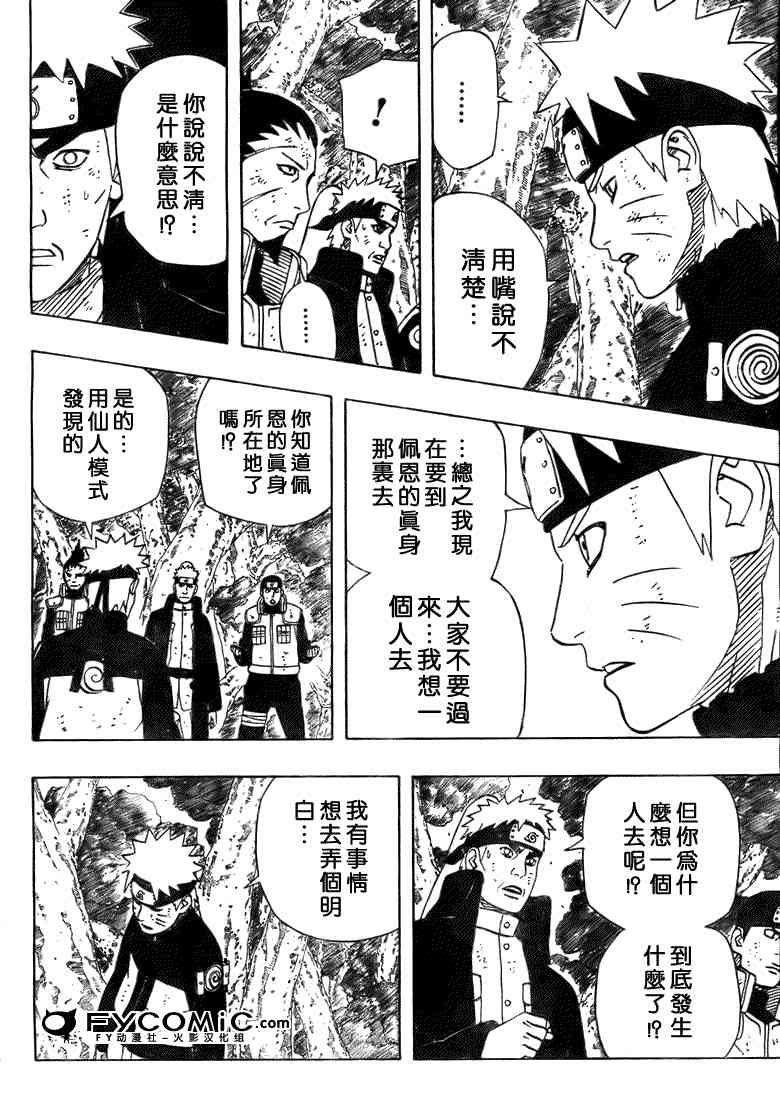 ……
用嘴說不
清楚…
！
……
你說說不清…
是什麼意思!?
…總之我現
在要到
佩恩的眞身
那裏去
大家不要過
來…我想一
個人去
你知道佩
恩的眞身
所在地了
嗎!?
是的…
用仙人模式
發現的
但你爲什
麼想一個
人去呢!?
到底發生
什麼了!?
我有事情
想去弄個明
白…
FYCOMIC.com
FY动漫社-火影汉化组